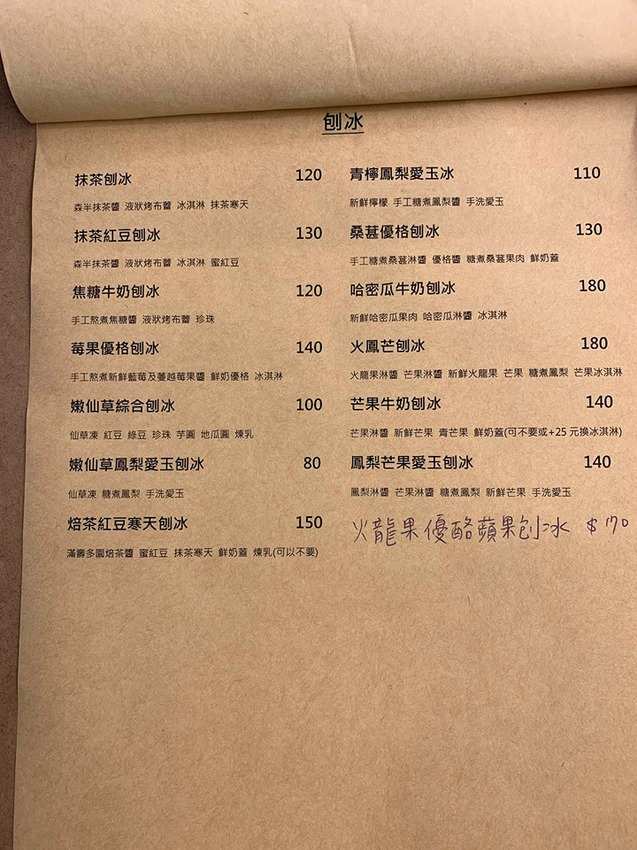 刨冰
抹茶刨冰 120
森半抹茶醬 液狀烤布蕾 冰淇淋 抹茶寒天
抹茶紅豆刨冰 130
森半抹茶醬 液狀烤布蕾 冰淇淋 蜜紅豆
焦糖牛奶刨冰 120
手工熬煮焦糖醬 液狀烤布蕾 珍珠
莓果優格刨冰 140
手工熬煮新鮮藍莓及蔓越莓果醬 鮮奶優格 冰淇淋
嫩仙草綜合刨冰 100
仙草凍 紅豆 綠豆 珍珠 芋圓 地瓜圓 煉乳
嫩仙草鳳梨愛玉刨冰 80
仙草凍 糖煮鳳梨 手洗愛玉
焙茶紅豆寒天刨冰 150
滿壽多園焙茶醬 蜜紅豆 抹茶寒天 鮮奶蓋 煉乳(可以不要)
青檸鳳梨愛玉冰 110
新鮮檸檬 手工糖煮鳳梨醬 手洗愛玉
桑葚優格刨冰 130
手工糖煮桑葚淋醬 優格醬 糖煮桑葚果肉 鮮奶蓋
哈密瓜牛奶刨冰 180
新鮮哈密瓜果肉 哈密瓜淋醬 冰淇淋
火鳳芒刨冰 180
火龍果淋醬 芒果淋醬 新鮮火龍果 芒果 糖煮鳳梨 芒果冰淇淋
芒果牛奶刨冰 140
芒果淋醬 新鮮芒果 青芒果 鮮奶蓋(可不要或+25 元換冰淇淋)
鳳梨芒果愛玉刨冰 140
鳳梨淋醬 芒果淋醬 糖煮鳳梨 新鮮芒果 手洗愛玉
火龍果優酪蘋果刨冰 $170